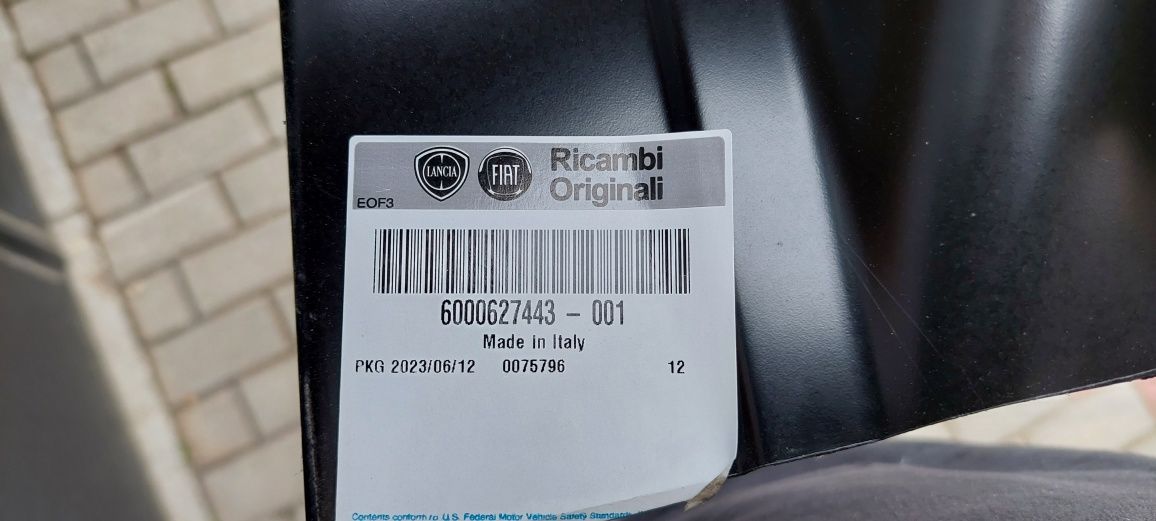 LANCIA FIAT Ricambi
Originali
EOF3
6000627443 - 001
Made in Italy
PKG 2023/06/12 0075796 12
Contents conform to U.S. Federal Motor Vehicle Safety Standards